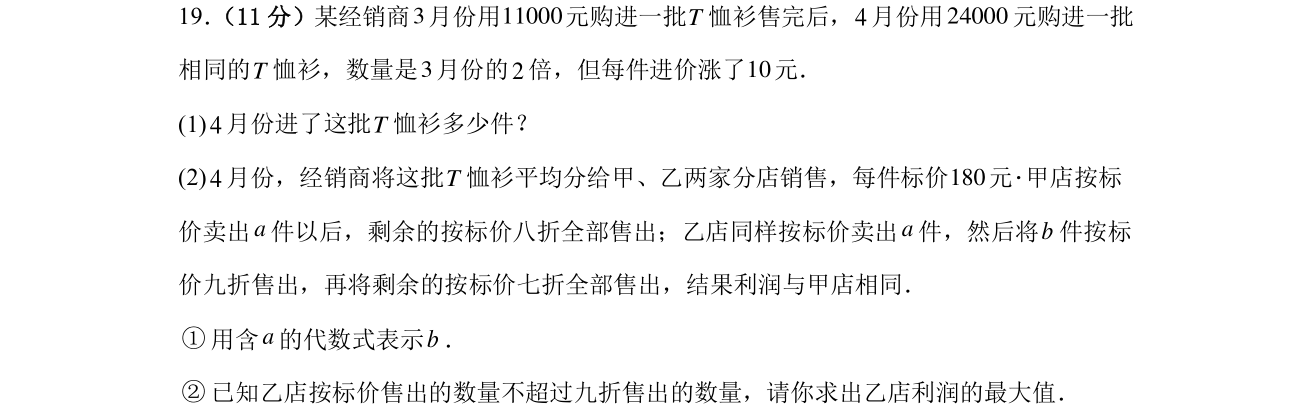 19.（11 分）某经销商3月份用11000元购进一批T恤衫售完后，4月份用24000元购进一批
相同的T恤衫，数量是3月份的2倍，但每件进价涨了10元.
(1)4月份进了这批T恤衫多少件？
(2)4月份，经销商将这批T恤衫平均分给甲、乙两家分店销售，每件标价180元·甲店按标
价卖出a件以后，剩余的按标价八折全部售出；乙店同样按标价卖出a件，然后将b件按标
价九折售出，再将剩余的按标价七折全部售出，结果利润与甲店相同.
① 用含a的代数式表示b.
② 已知乙店按标价售出的数量不超过九折售出的数量，请你求出乙店利润的最大值.